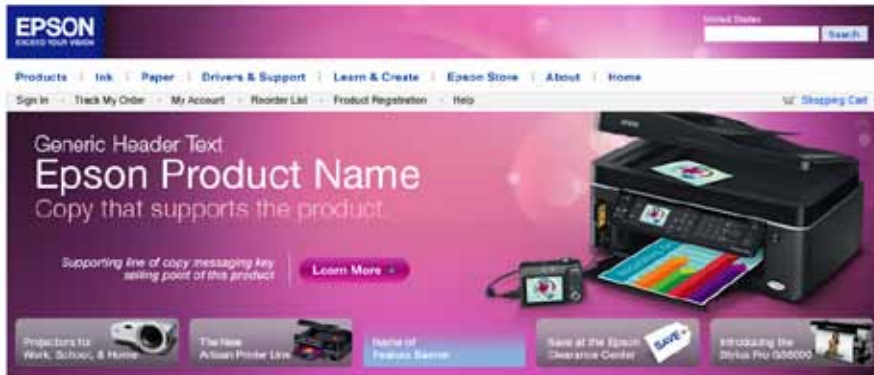 EPSON
EXCEED YOUR VISION
United States
Search
Products | Ink | Paper | Drivers & Support | Learn & Create | Epson Store | About | Home
Sign In Track My Order My Account Reorder List Product Registration Help
Shopping Cart
Generic Header Text
Epson Product Name
Copy that supports the product.
Supporting line of copy messaging key
selling point of this product
Learn More
Projectors for
Work, School, & Home
The New
Artisan Printer Line
Name of
Feature Banner
Save at the Epson
Clearance Center
SAVE
Introducing the
Stylus Pro GS6000